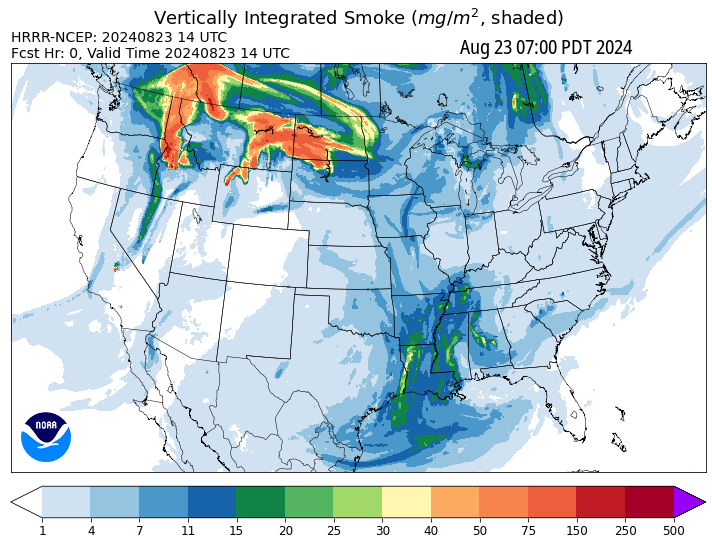 Vertically Integrated Smoke (mg/m², shaded)
HRRR-NCEP: 20240823 14 UTC
Fcst Hr: 0, Valid Time 20240823 14 UTC
Aug 23 07:00 PDT 2024
NOAA
1 4 7 11 15 20 25 30 40 50 75 150 250 500